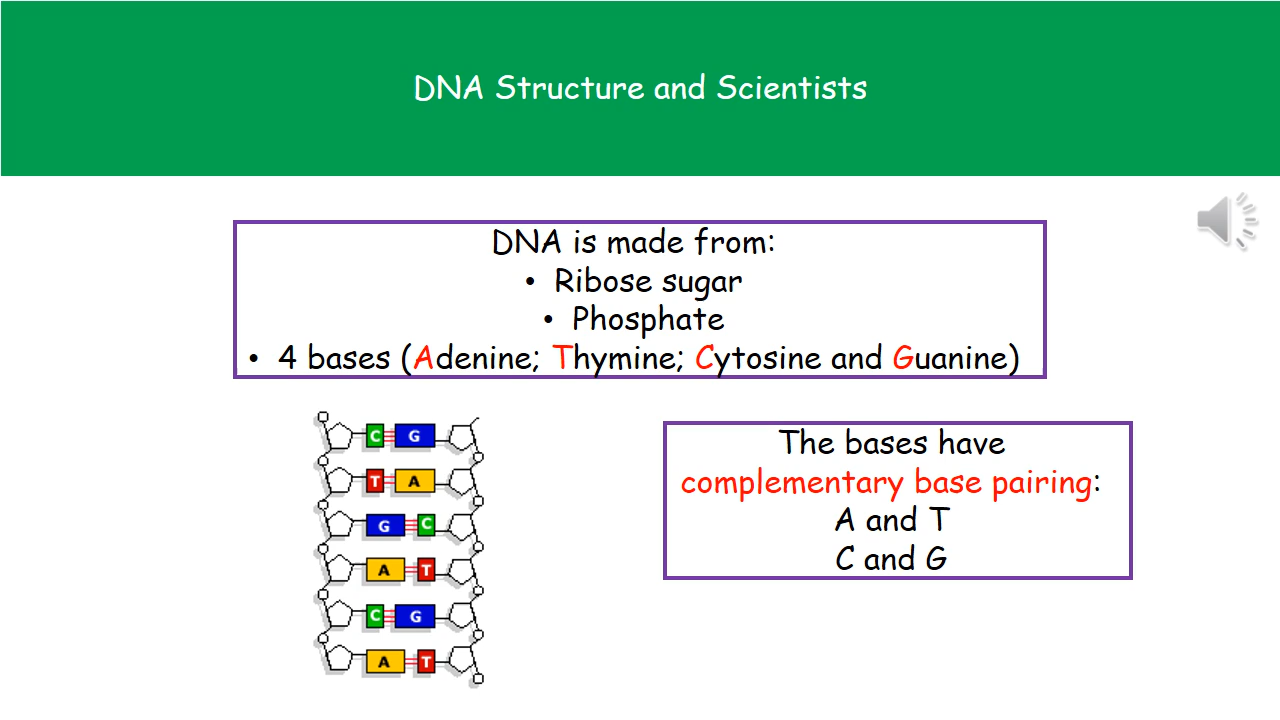 DNA Structure and Scientists
DNA is made from:
• Ribose sugar
• Phosphate
• 4 bases (Adenine; Thymine; Cytosine and Guanine)
C G
T A
G C
A T
C G
A T
The bases have
complementary base pairing:
A and T
C and G